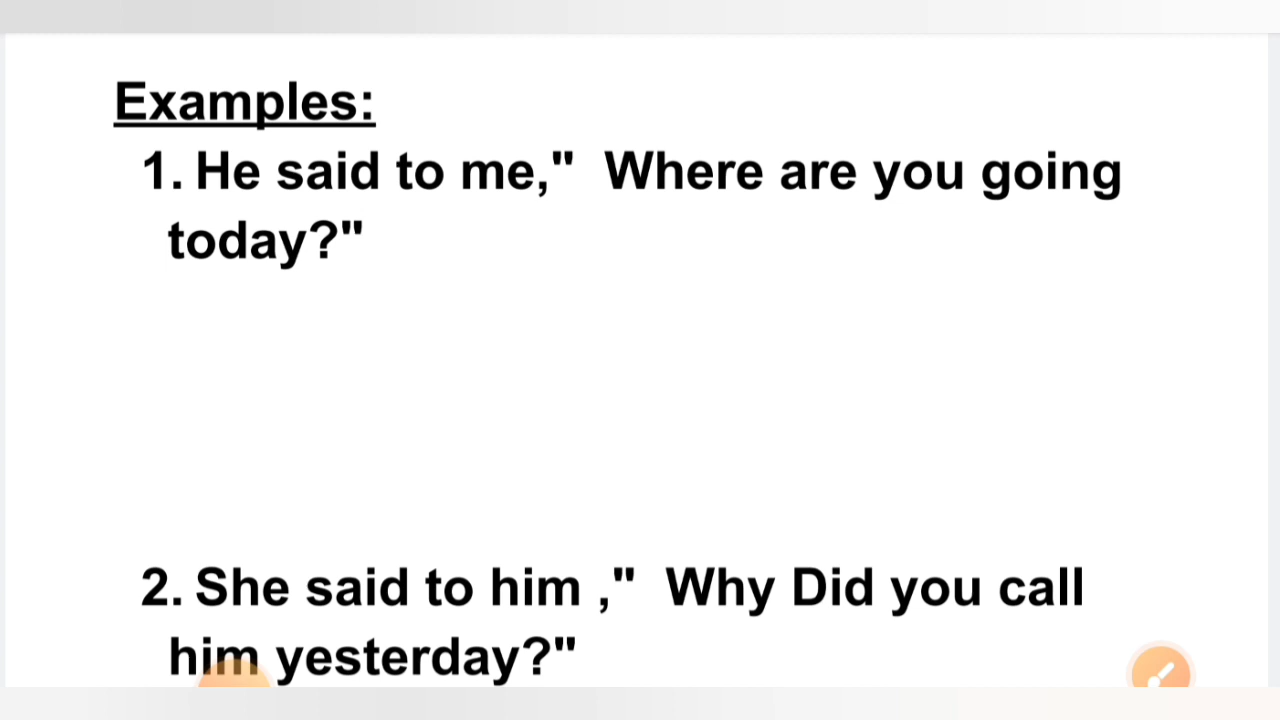 Examples:
1. He said to me," Where are you going
today?"
2. She said to him ," Why Did you call
him yesterday?"